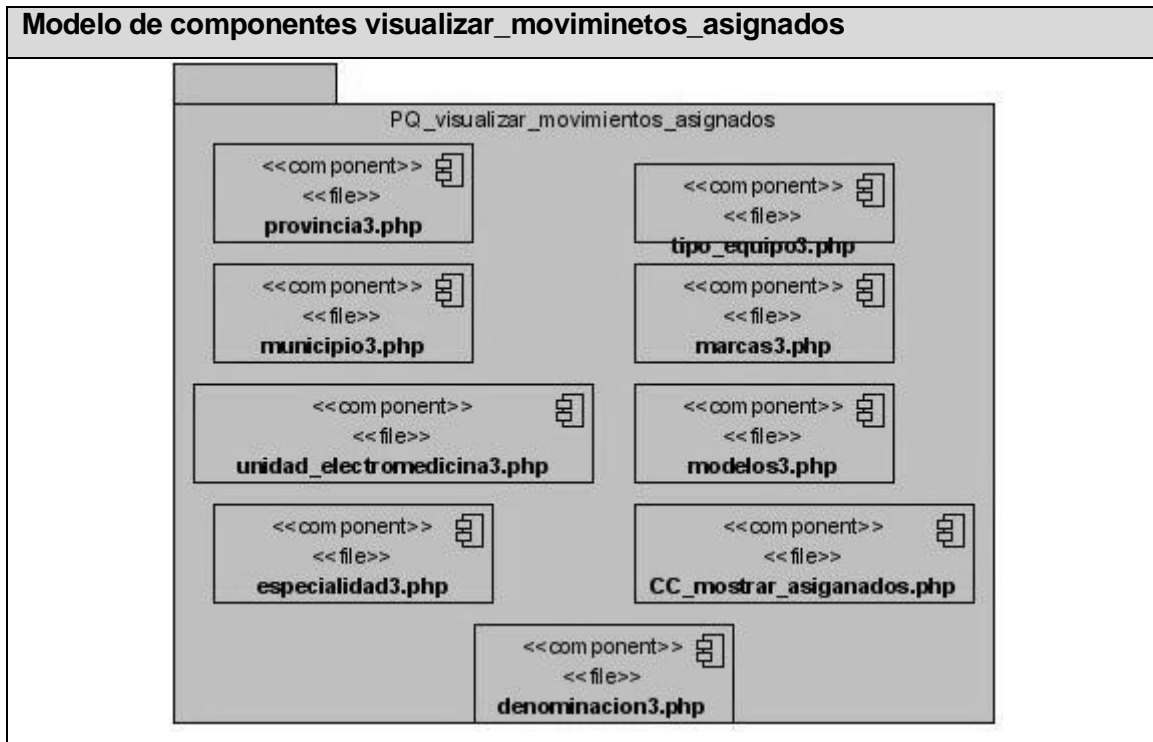 Modelo de componentes visualizar_moviminetos_asignados
PQ_visualizar_movimientos_asignados
<<component>>
<<file>>
provincia3.php
<<component>>
<<file>>
tipo_equipo3.php
<<component>>
<<file>>
municipio3.php
<<component>>
<<file>>
marcas3.php
<<component>>
<<file>>
unidad_electromedicina3.php
<<component>>
<<file>>
modelos3.php
<<component>>
<<file>>
especialidad3.php
<<component>>
<<file>>
CC_mostrar_asiganados.php
<<component>>
<<file>>
denominacion3.php